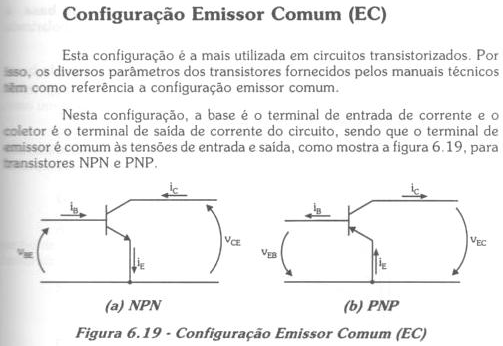 Configuração Emissor Comum (EC)
Esta configuração é a mais utilizada em circuitos transistorizados. Por
isso, os diversos parâmetros dos transistores fornecidos pelos manuais técnicos
têm como referência a configuração emissor comum.
Nesta configuração, a base é o terminal de entrada de corrente e o
coletor é o terminal de saída de corrente do circuito, sendo que o terminal de
emissor é comum às tensões de entrada e saída, como mostra a figura 6.19, para
transistores NPN e PNP.
iC
iB
vBE
vCE
iE
iC
iB
vEB
vEC
iE
(a) NPN
(b) PNP
Figura 6.19 - Configuração Emissor Comum (EC)